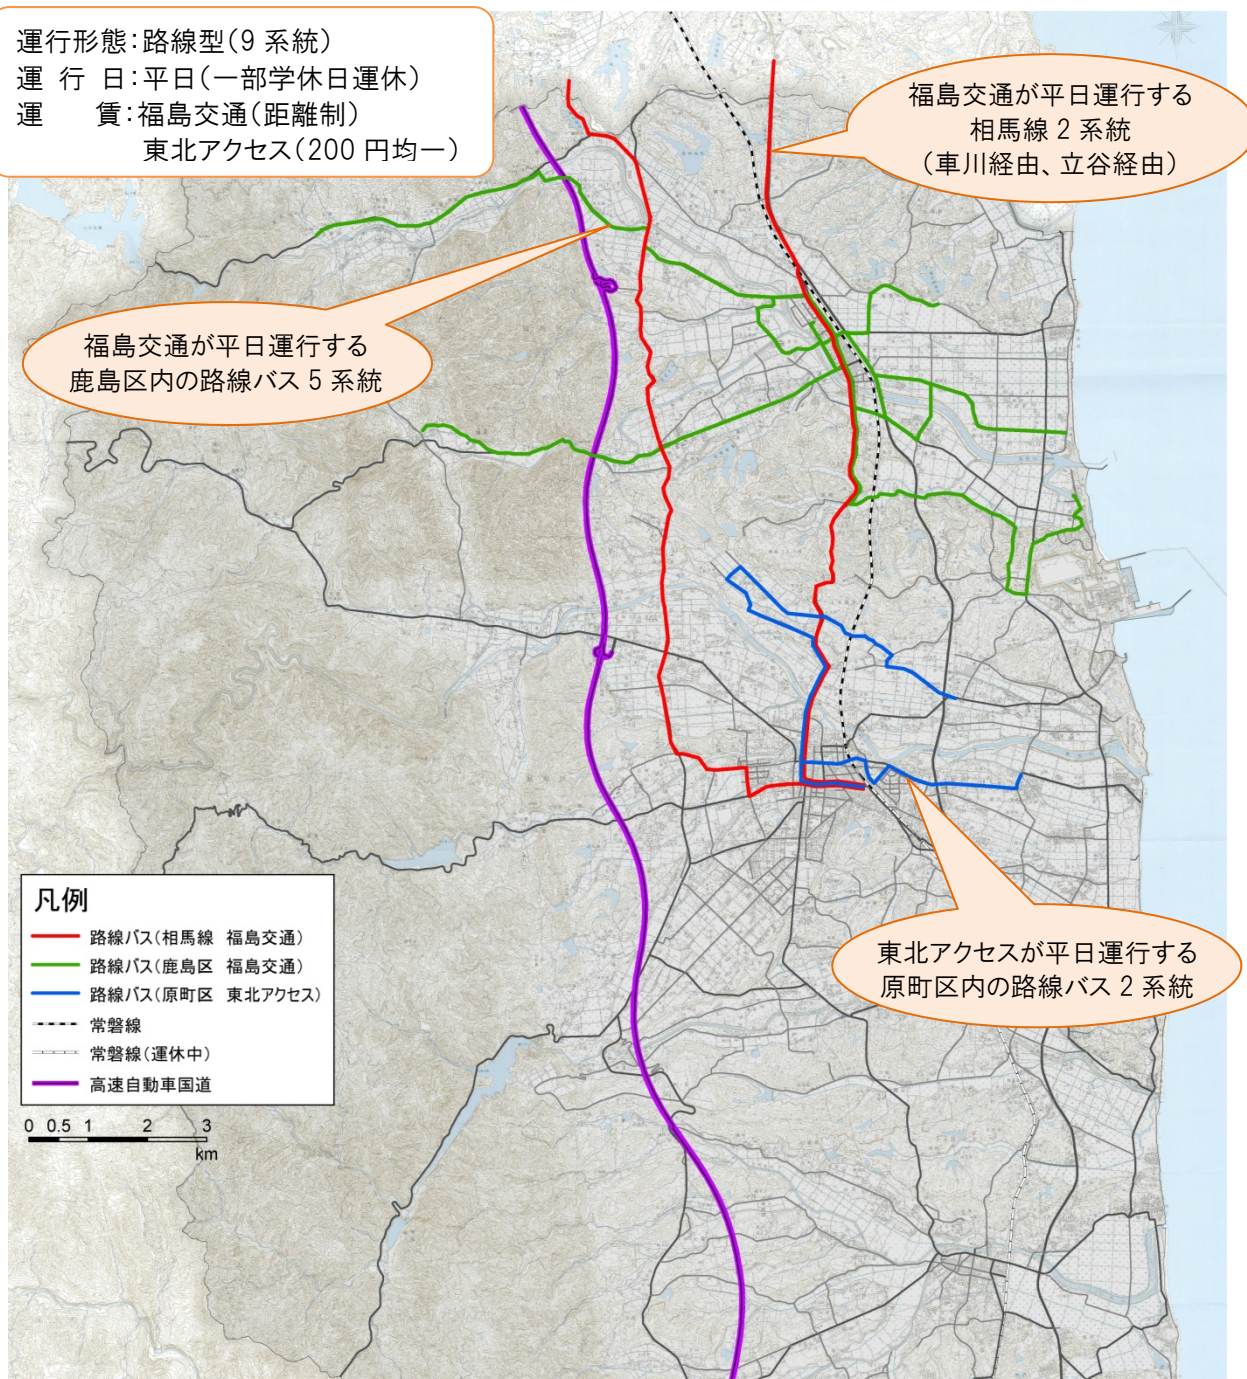 運行形態:路線型(9系統)
運 行 日:平日(一部学休日運休)
運 賃:福島交通(距離制)
東北アクセス(200円均一)
福島交通が平日運行する
相馬線2系統
(車川経由、立谷経由)
福島交通が平日運行する
鹿島区内の路線バス5系統
東北アクセスが平日運行する
原町区内の路線バス2系統
凡例
路線バス(相馬線 福島交通)
路線バス(鹿島区 福島交通)
路線バス(原町区 東北アクセス)
常磐線
常磐線(運休中)
高速自動車国道
0 0.5 1 2 3
km